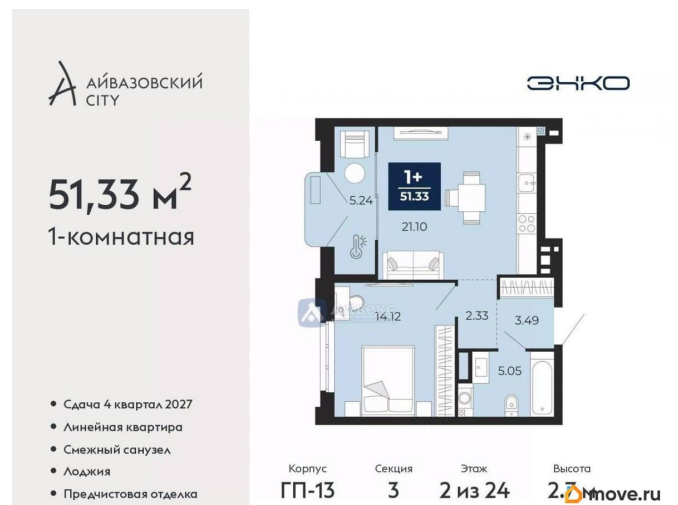 АЙВАЗОВСКИЙ
CITY
ЭНКО
51,33 м²
1-комнатная
1+
51.33
5.24
21.10
14.12
2.33
3.49
5.05
• Сдача 4 квартал 2027
• Линейная квартира
• Смежный санузел
• Лоджия
• Предчистовая отделка
Корпус
ГП-13
Секция
3
Этаж
2 из 24
Высота
2.7 м
move.ru